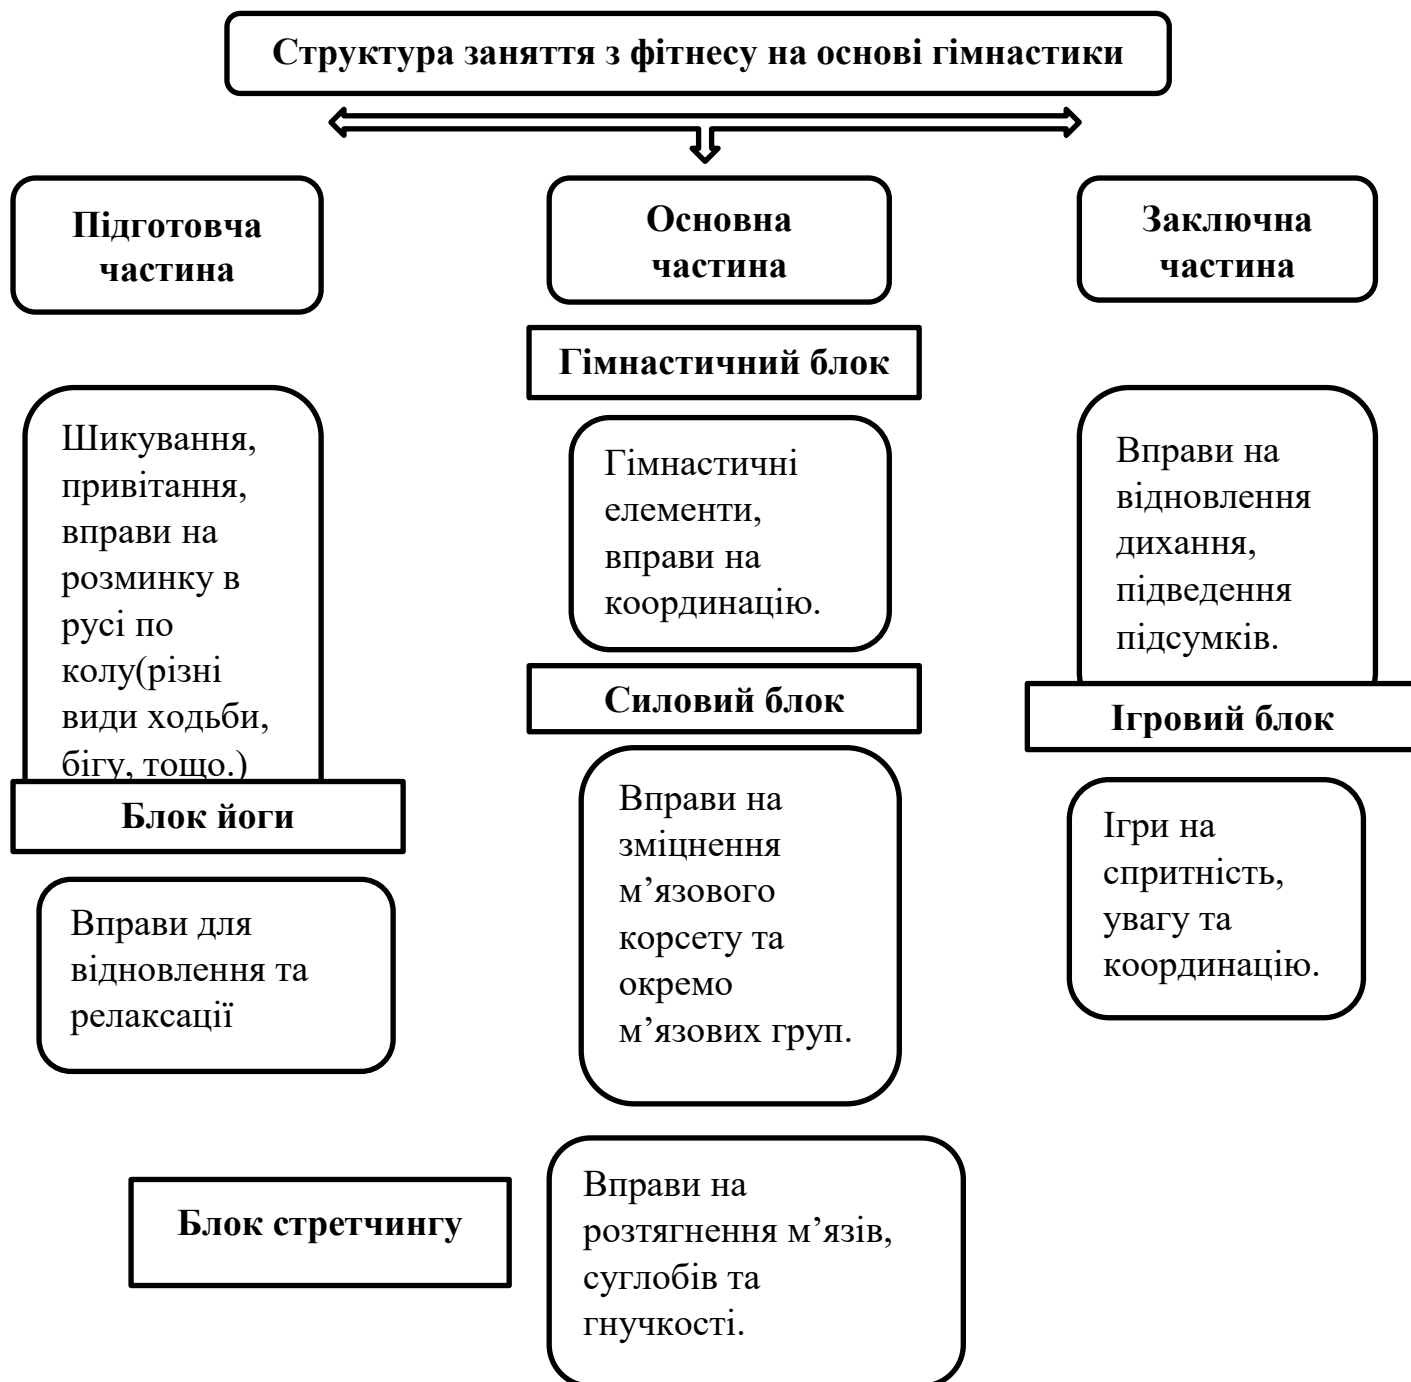 Структура заняття з фітнесу на основі гімнастики
Підготовча
частина
Шикування,
привітання,
вправи на
розминку в
русі по
колу(різні
види ходьби,
бігу, тощо.)
Блок йоги
Вправи для
відновлення та
релаксації
Основна
частина
Гімнастичний блок
Гімнастичні
елементи,
вправи на
координацію.
Силовий блок
Вправи на
зміцнення
м’язового
корсету та
окремо
м’язових груп.
Блок стретчингу
Вправи на
розтягнення м’язів,
суглобів та
гнучкості.
Заключна
частина
Вправи на
відновлення
дихання,
підведення
підсумків.
Ігровий блок
Ігри на
спритність,
увагу та
координацію.